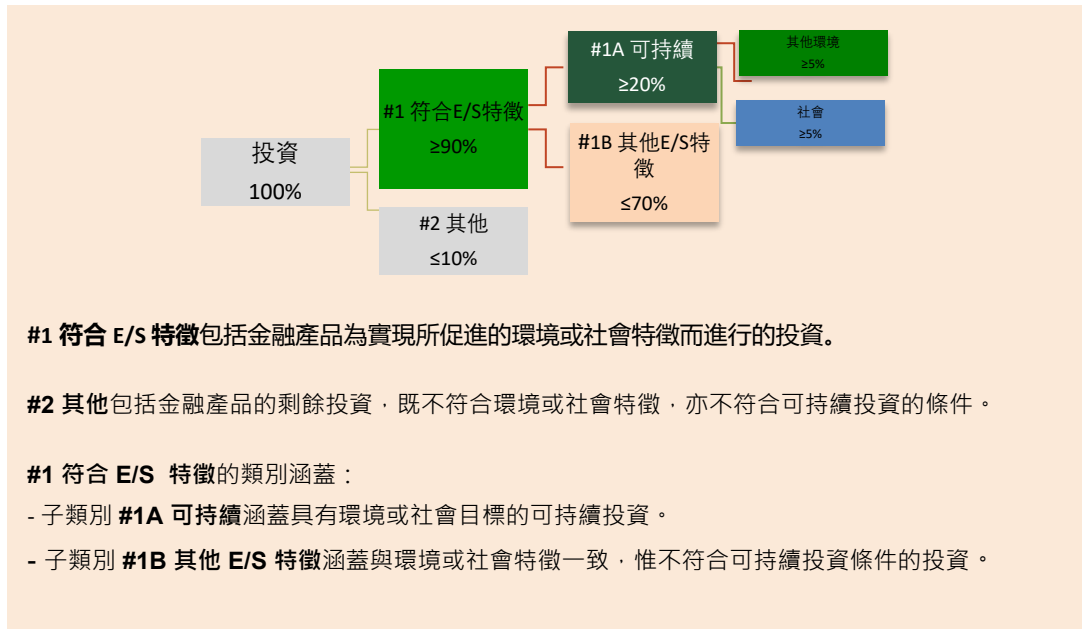 #1A 可持續
≥20%
其他環境
≥5%
社會
≥5%
#1 符合E/S特徵
≥90%
#1B 其他E/S特
徵
≤70%
投資
100%
#2 其他
≤10%
#1 符合 E/S 特徵包括金融產品為實現所促進的環境或社會特徵而進行的投資。
#2 其他包括金融產品的剩餘投資，既不符合環境或社會特徵，亦不符合可持續投資的條件。
#1 符合 E/S 特徵的類別涵蓋：
- 子類別 #1A 可持續涵蓋具有環境或社會目標的可持續投資。
- 子類別 #1B 其他 E/S 特徵涵蓋與環境或社會特徵一致，惟不符合可持續投資條件的投資。